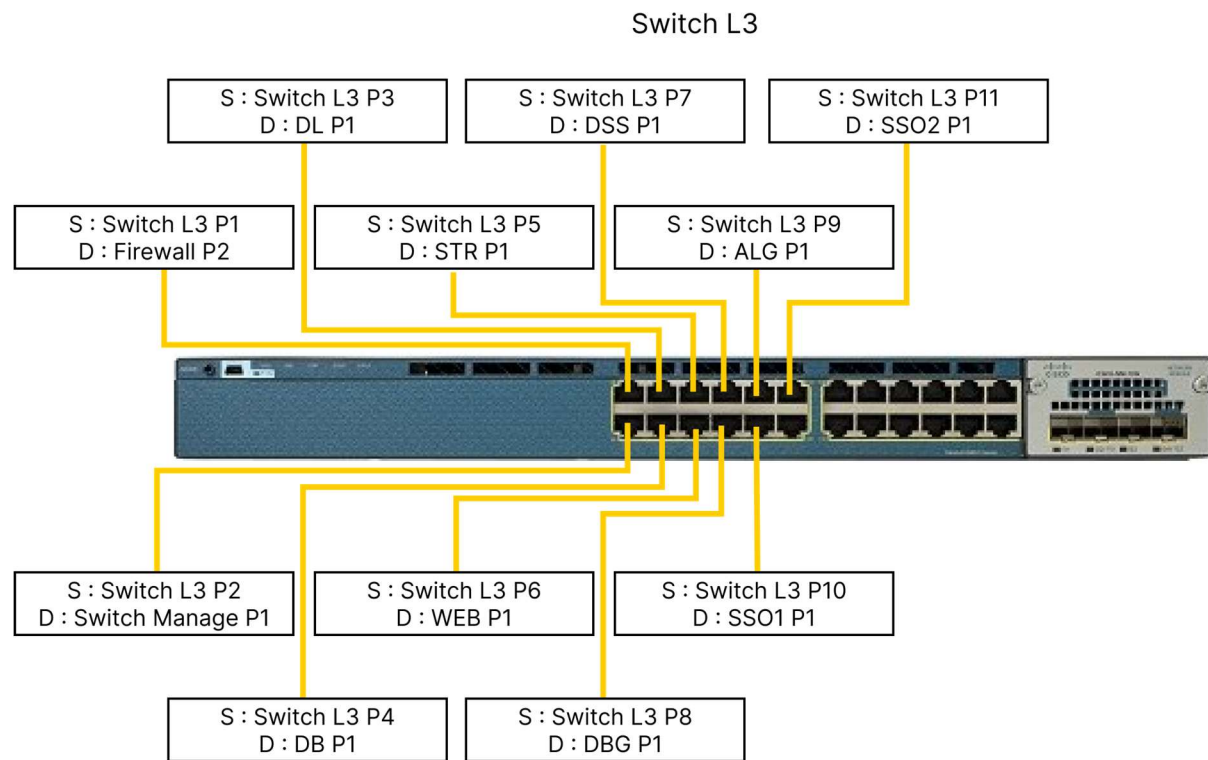 Switch L3
S : Switch L3 P3
D : DL P1
S : Switch L3 P7
D : DSS P1
S : Switch L3 P11
D : SSO2 P1
S : Switch L3 P1
D : Firewall P2
S : Switch L3 P5
D : STR P1
S : Switch L3 P9
D : ALG P1
CISCO
S : Switch L3 P2
D : Switch Manage P1
S : Switch L3 P6
D : WEB P1
S : Switch L3 P10
D : SSO1 P1
S : Switch L3 P4
D : DB P1
S : Switch L3 P8
D : DBG P1